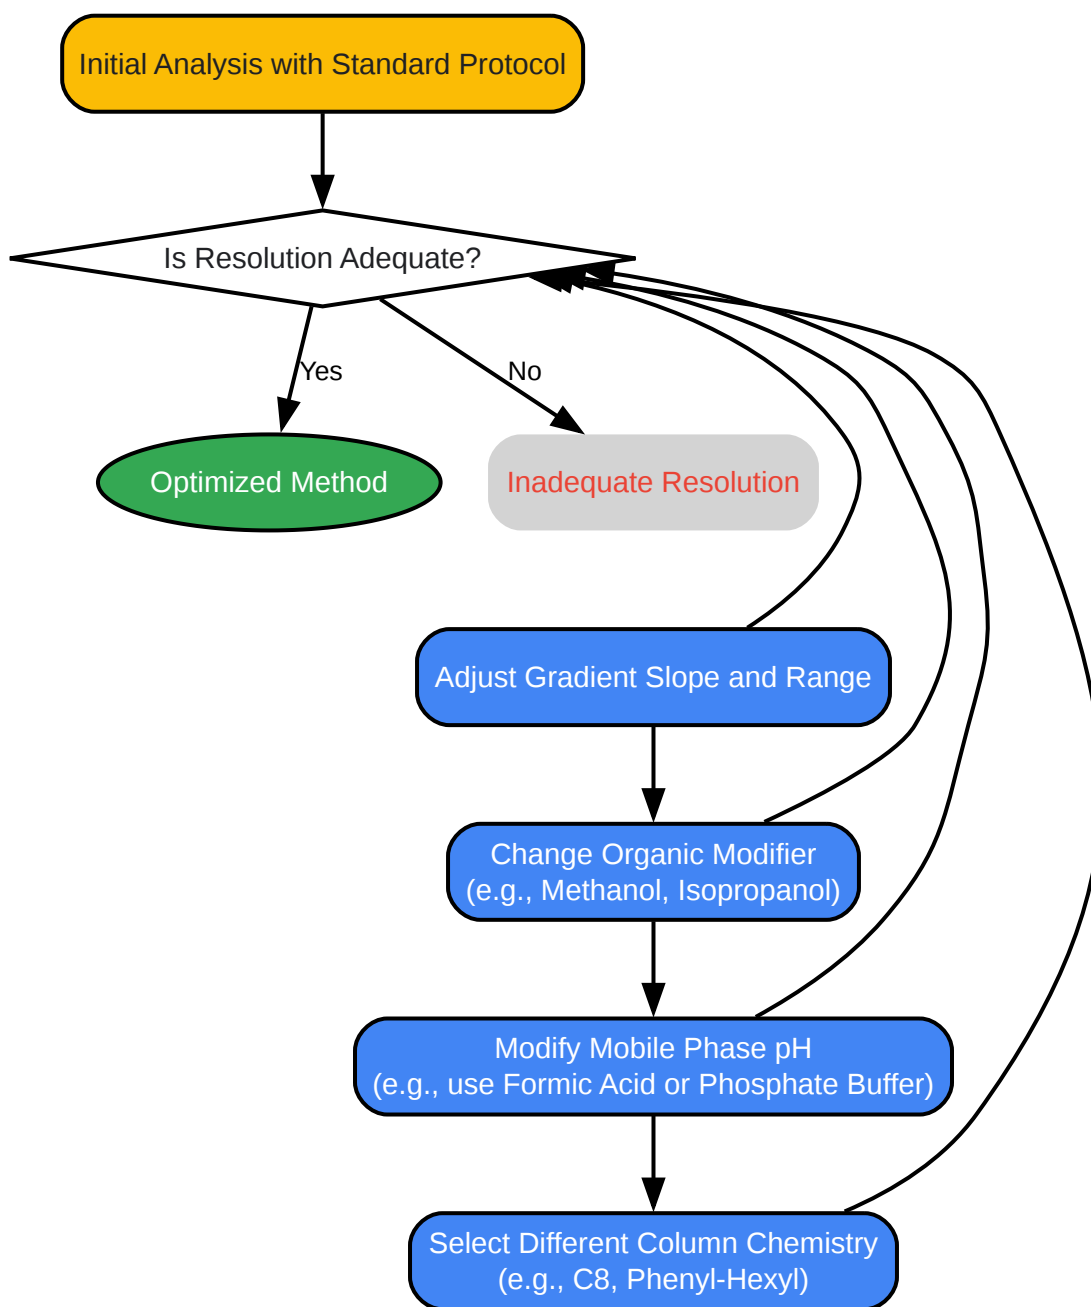 Initial Analysis with Standard Protocol
Is Resolution Adequate?
Yes
No
Optimized Method
Inadequate Resolution
Adjust Gradient Slope and Range
Change Organic Modifier
(e.g., Methanol, Isopropanol)
Modify Mobile Phase pH
(e.g., use Formic Acid or Phosphate Buffer)
Select Different Column Chemistry
(e.g., C8, Phenyl-Hexyl)